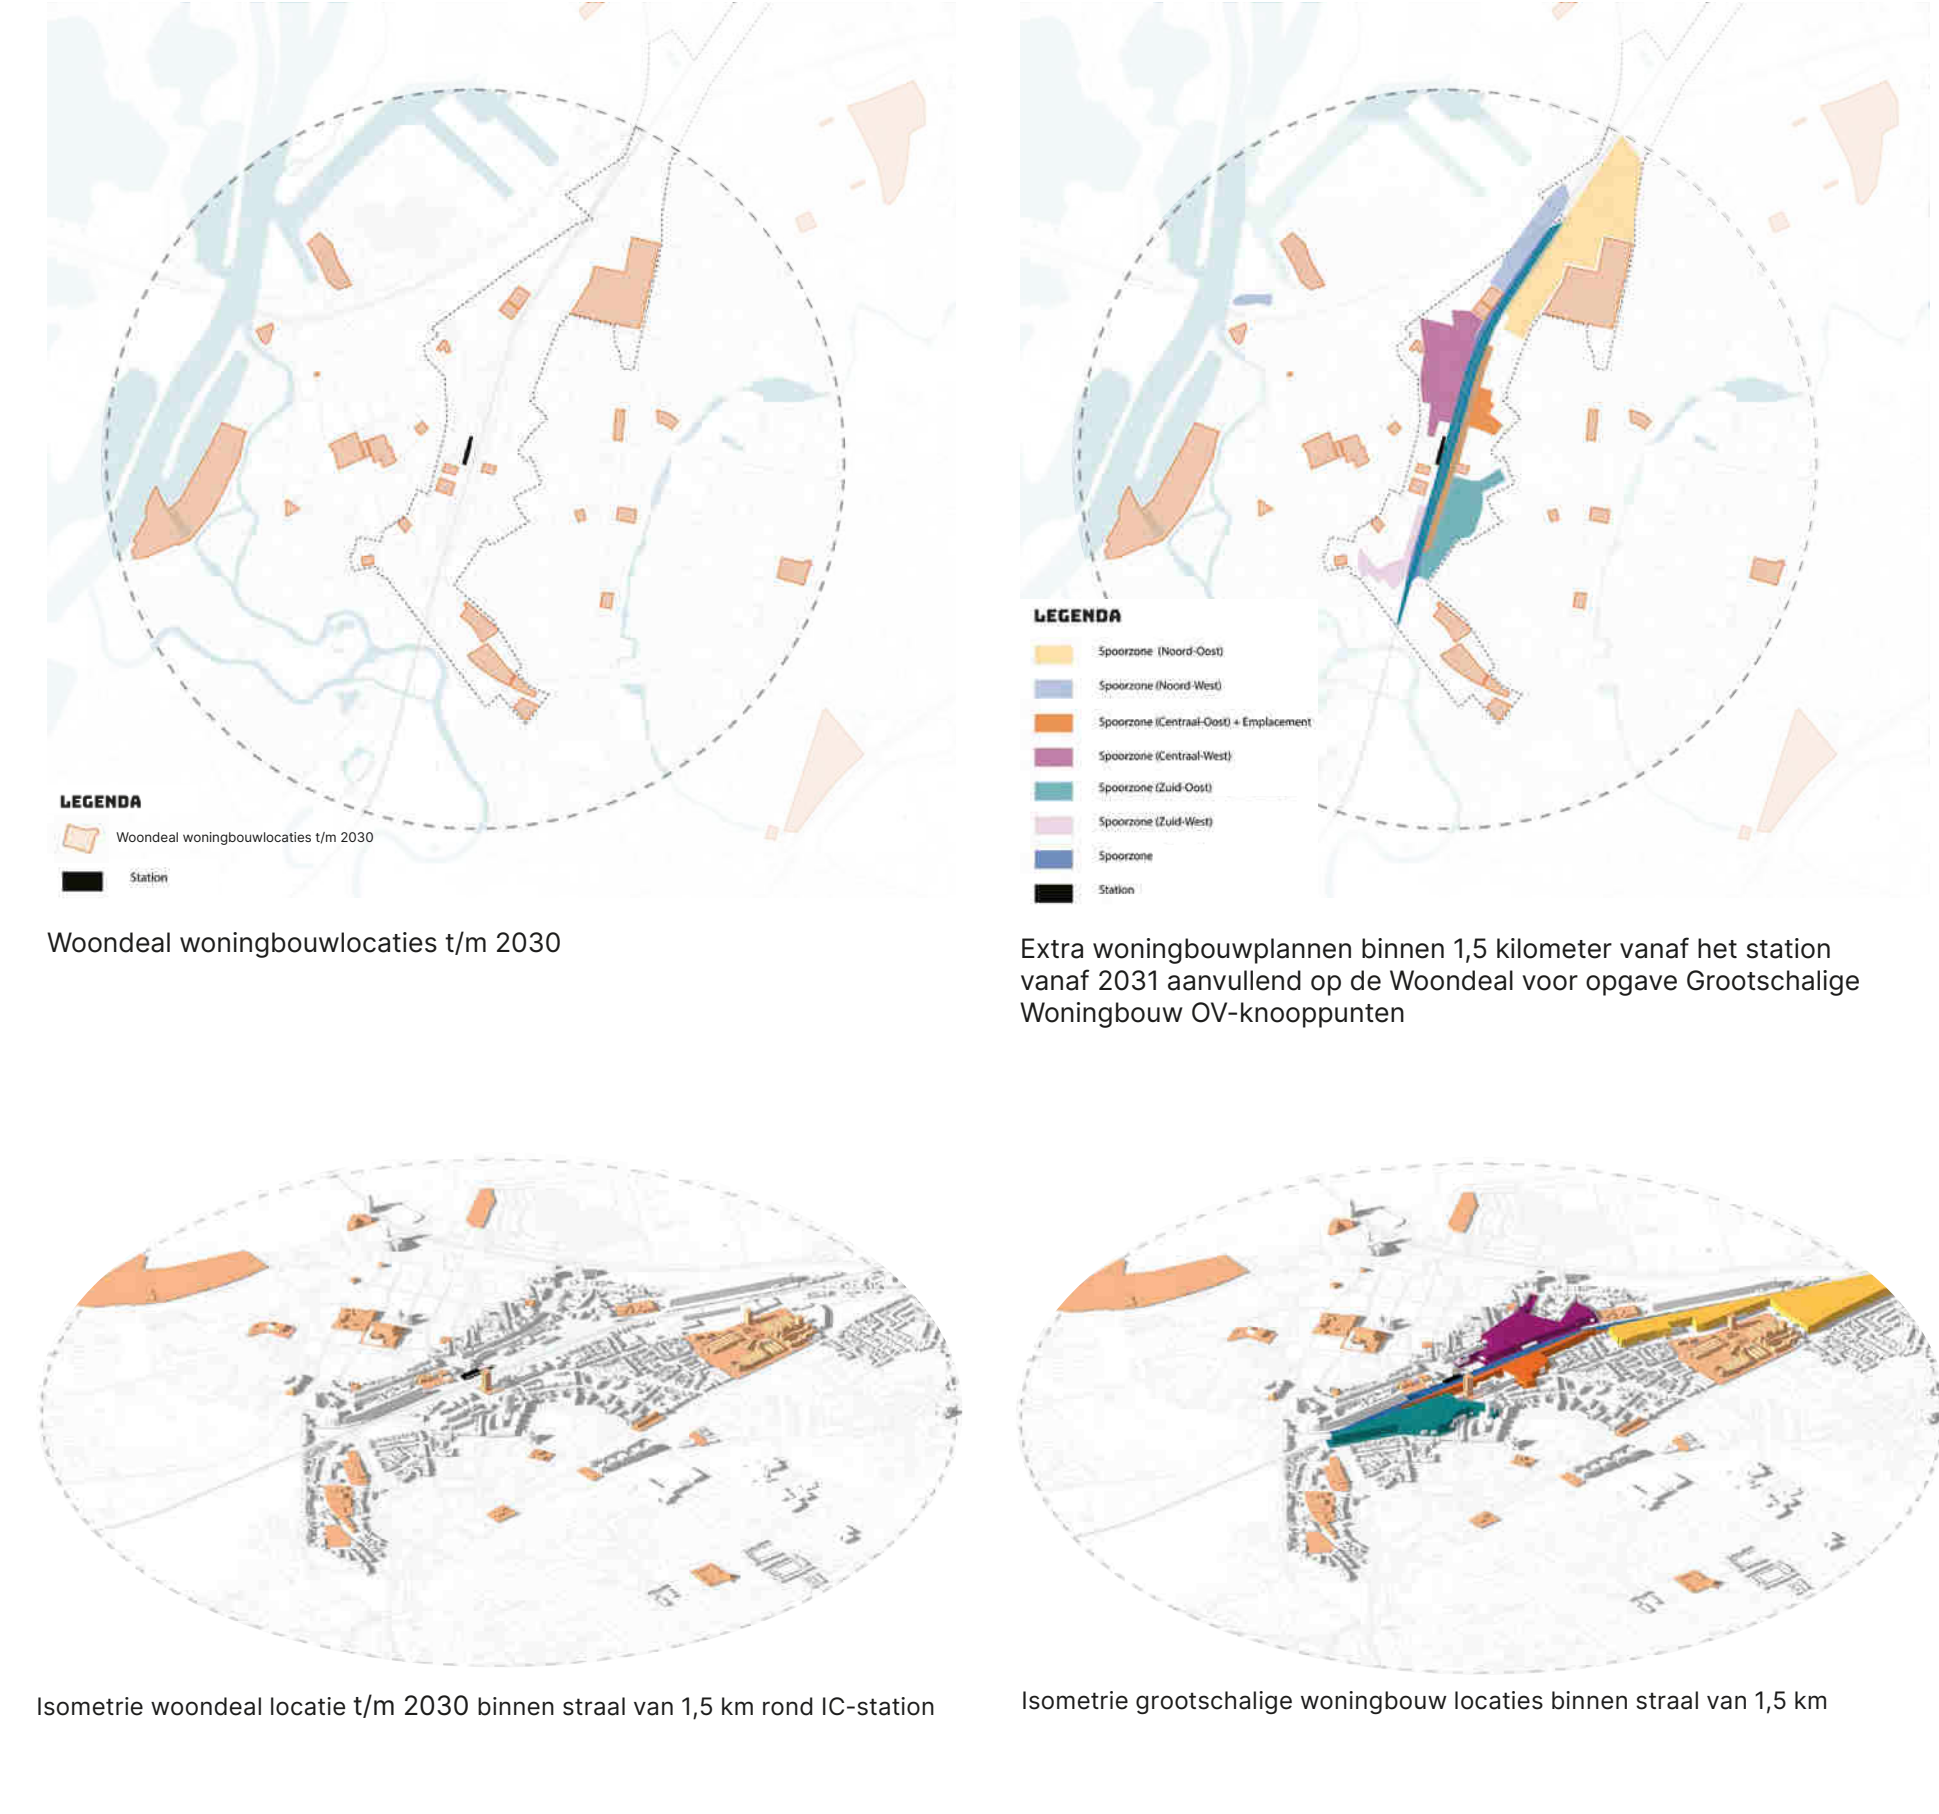 LEGENDA
Woondeal woningbouwlocaties t/m 2030
Station
Woondeal woningbouwlocaties t/m 2030
LEGENDA
Spoorzone (Noord-Oost)
Spoorzone (Noord-West)
Spoorzone (Centraal-Oost) + Emplacement
Spoorzone (Centraal-West)
Spoorzone (Zuid-Oost)
Spoorzone (Zuid-West)
Spoorzone
Station
Extra woningbouwplannen binnen 1,5 kilometer vanaf het station
vanaf 2031 aanvullend op de Woondeal voor opgave Grootschalige
Woningbouw OV-knooppunten
Isometrie woondeal locatie t/m 2030 binnen straal van 1,5 km rond IC-station
Isometrie grootschalige woningbouw locaties binnen straal van 1,5 km